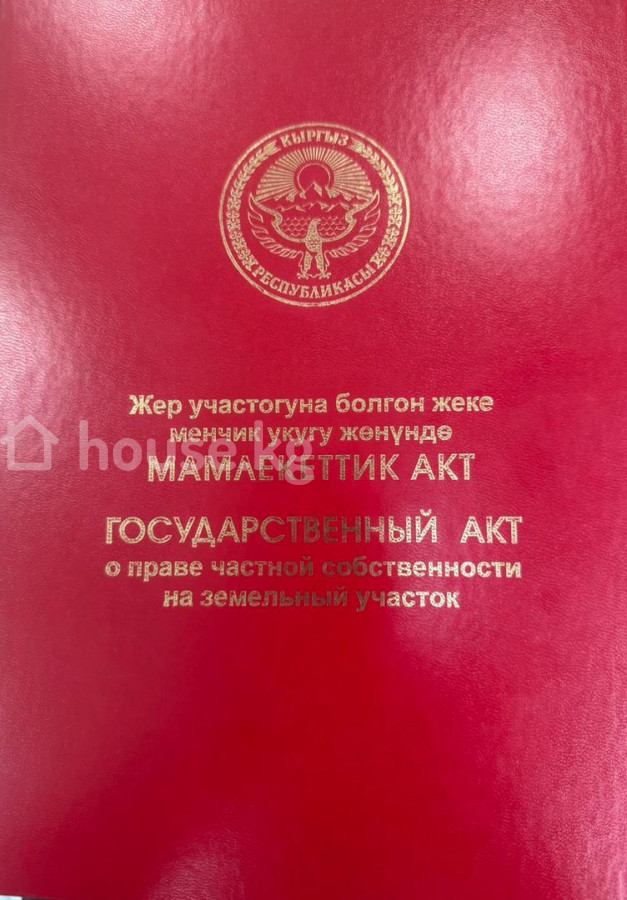 КЫРГЫЗ
РЕСПУБЛИКАСЫ
Жер участогуна болгон жеке
менчик укугу жөнүндө
МАМЛЕКЕТТИК АКТ
house.kg
ГОСУДАРСТВЕННЫЙ АКТ
о праве частной собственности
на земельный участок